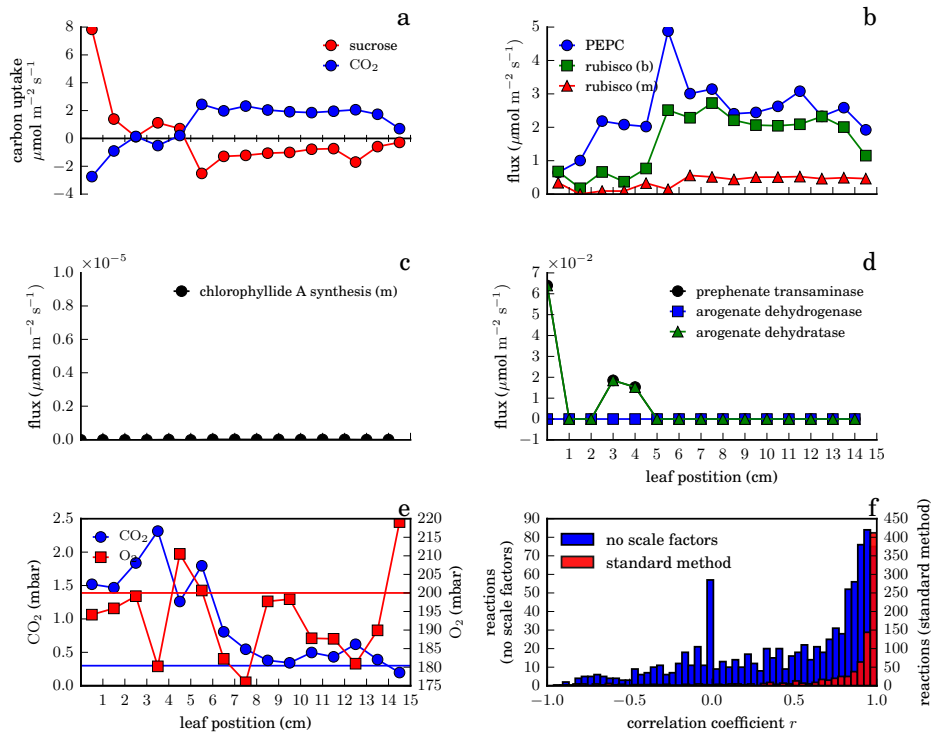 a
8
6
4
2
0
−2
−4
carbon uptake
μmol m−2 s−1
sucrose
CO2
b
5
4
3
2
1
0
flux (μmol m−2 s−1)
PEPC
rubisco (b)
rubisco (m)
c
×10−5
1.0
0.8
0.6
0.4
0.2
0.0
flux (μmol m−2 s−1)
chlorophyllide A synthesis (m)
d
×10−2
7
6
5
4
3
2
1
0
−1
flux (μmol m−2 s−1)
prephenate transaminase
arogenate dehydrogenase
arogenate dehydratase
1 2 3 4 5 6 7 8 9 10 11 12 13 14 15
leaf postition (cm)
e
2.5
2.0
1.5
1.0
0.5
0.0
CO2 (mbar)
CO2
O2
220
215
210
205
200
195
190
185
180
175
O2 (mbar)
1 2 3 4 5 6 7 8 9 10 11 12 13 14 15
leaf postition (cm)
f
90
80
70
60
50
40
30
20
10
0
reactions
(no scale factors)
no scale factors
standard method
450
400
350
300
250
200
150
100
50
0
reactions (standard method)
−1.0 −0.5 0.0 0.5 1.0
correlation coefficient r